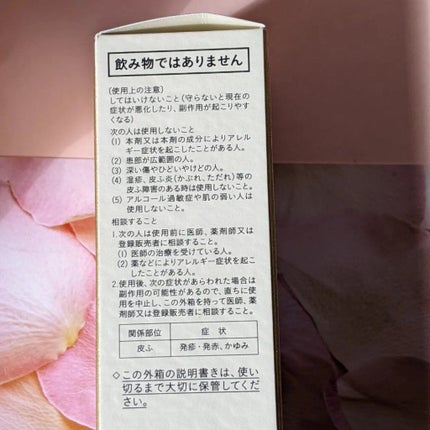 飲み物ではありません
〔使用上の注意〕
してはいけないこと(守らないと現在の
症状が悪化したり、副作用が起こりやす
くなる)
次の人は使用しないこと
(1) 本剤又は本剤の成分によりアレル
ギー症状を起こしたことがある人。
(2) 患部が広範囲の人。
(3) 深い傷やひどいやけどの人。
(4) 湿疹、皮ふ炎(かぶれ、ただれ)等の
皮ふ障害のある時は使用しないこと。
(5) アルコール過敏症や肌の弱い人は
使用しないこと。
相談すること
1.次の人は使用前に医師、薬剤師又は
登録販売者に相談すること。
(1) 医師の治療を受けている人。
(2) 薬などによりアレルギー症状を起こ
したことがある人。
2.使用後、次の症状があらわれた場合は
副作用の可能性があるので、直ちに使用
を中止し、この外箱を持って医師、薬
剤師又は登録販売者に相談すること。
関係部位 症状
皮ふ 発疹・発赤、かゆみ
◇この外箱の説明書きは、使い
切るまで大切に保管してくだ
さい。